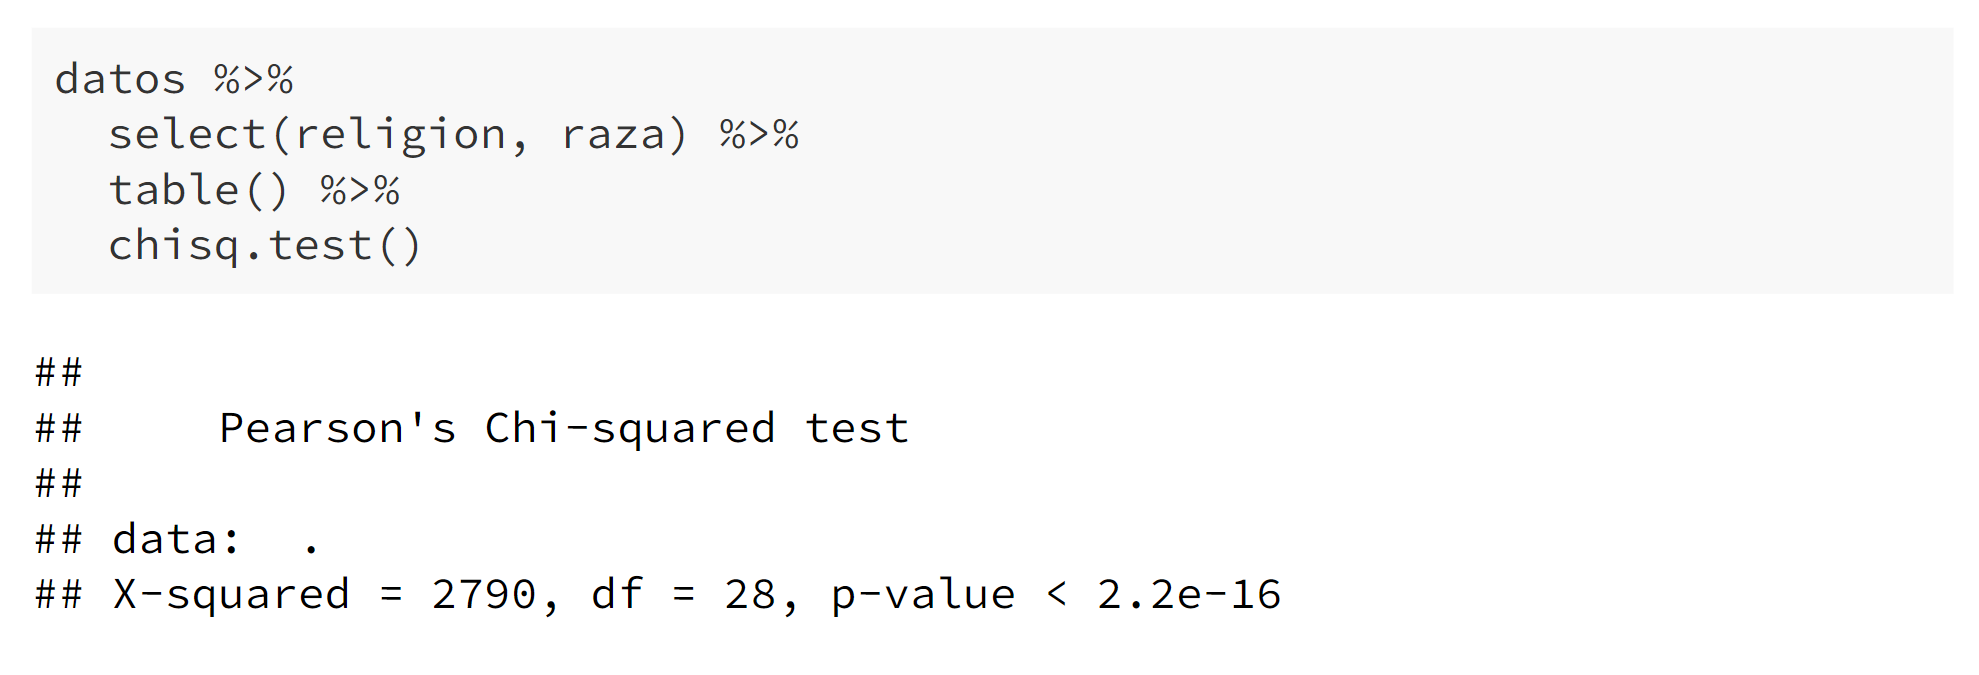 datos %>%
  select(religion, raza) %>%
  table() %>%
  chisq.test()
##
##     Pearson's Chi-squared test
##
## data:  .
## X-squared = 2790, df = 28, p-value < 2.2e-16